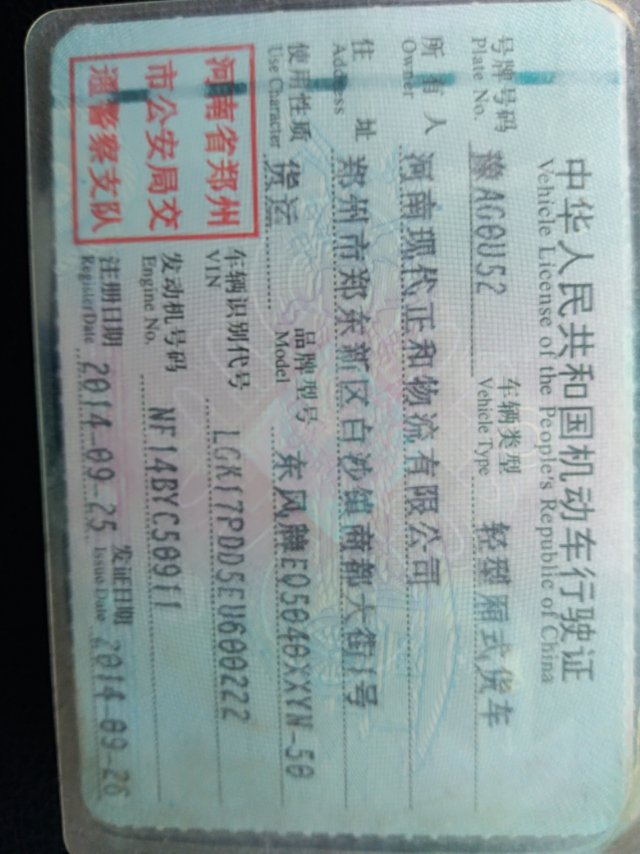 中华人民共和国机动车行驶证
Vehicle License of the People's Republic of China
号牌号码 豫AG0U52 车辆类型 轻型厢式货车
Plate No. Vehicle Type
所有人 河南现代正和物流有限公司
Owner
住址 郑州市郑东新区白沙镇商都大街1号
Address
使用性质 货运 品牌型号 东风牌EQ5040XXYN-50
Use Character Model
河南省郑州
市公安局交
通警察支队
车辆识别代号 LGK17PDD5EU600222
VIN
发动机号码 NF14BYC50911
Engine No.
注册日期 2014-09-25 发证日期 2014-09-26
Register Date Issue Date